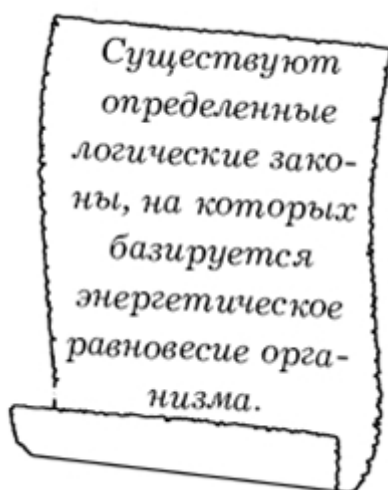 Существуют
определенные
логические зако-
ны, на которых
базируется
энергетическое
равновесие орга-
низма.